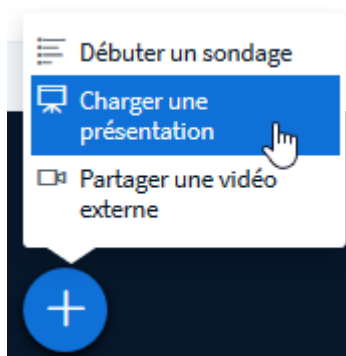 Débuter un sondage
Charger une
présentation
Partager une vidéo
externe